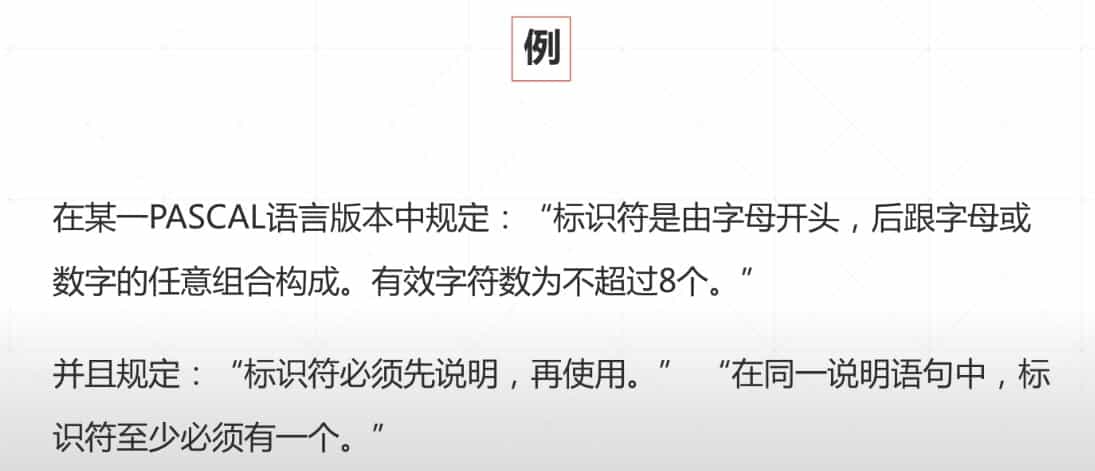 例
在某一PASCAL语言版本中规定：“标识符是由字母开头，后跟字母或
数字的任意组合构成。有效字符数为不超过8个。”
并且规定：“标识符必须先说明，再使用。” “在同一说明语句中，标
识符至少必须有一个。”